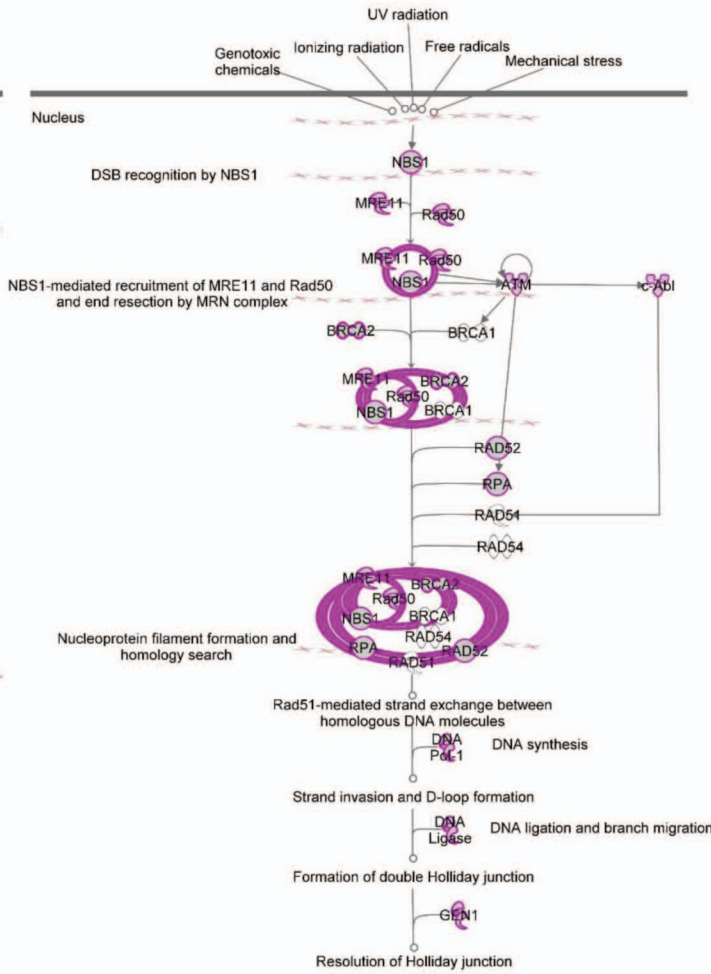 UV radiation
Ionizing radiation
Free radicals
Genotoxic
chemicals
Mechanical stress
Nucleus
NBS1
DSB recognition by NBS1
MRE11
Rad50
MRE11
Rad50
NBS1
ATM
c-Abl
NBS1-mediated recruitment of MRE11 and Rad50
and end resection by MRN complex
BRCA2
BRCA1
MRE11
BRCA2
Rad50
NBS1
BRCA1
RAD52
RPA
RAD51
RAD54
MRE11
BRCA2
Rad50
NBS1
BRCA1
RAD54
Nucleoprotein filament formation and
homology search
RPA
RAD52
RAD51
Rad51-mediated strand exchange between
homologous DNA molecules
DNA
Pol-1
DNA synthesis
Strand invasion and D-loop formation
DNA
Ligase
DNA ligation and branch migration
Formation of double Holliday junction
GEN1
Resolution of Holliday junction